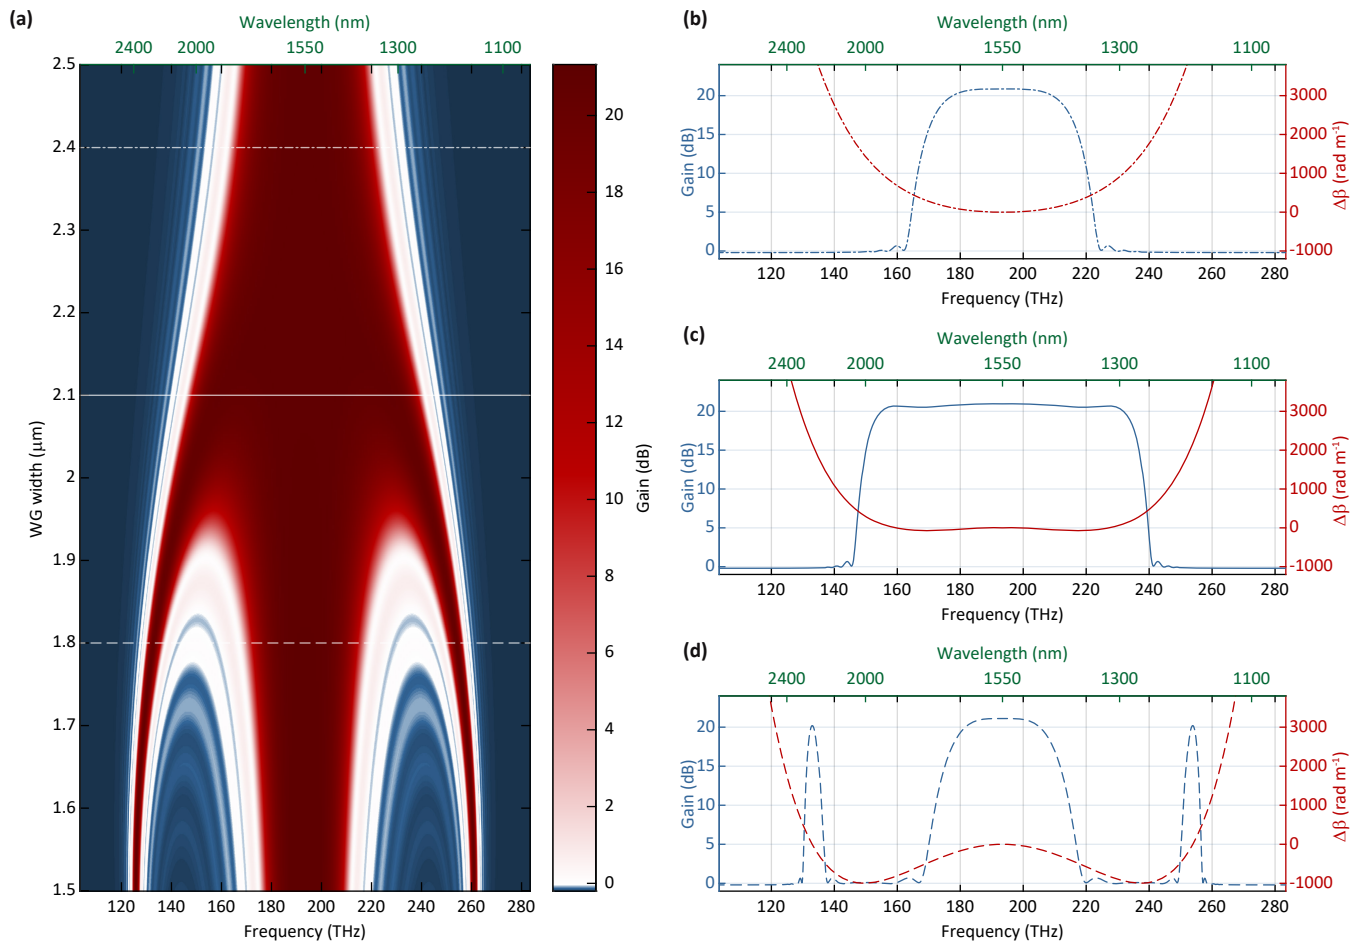 (a)
Wavelength (nm)
2400 2000 1550 1300 1100
2.5
2.4
2.3
2.2
2.1
2
1.9
1.8
1.7
1.6
1.5
WG width (μm)
120 140 160 180 200 220 240 260 280
Frequency (THz)
20
18
16
14
12
10
8
6
4
2
0
Gain (dB)
(b)
Wavelength (nm)
2400 2000 1550 1300 1100
20
15
10
5
0
Gain (dB)
3000
2000
1000
0
-1000
Δβ (rad m⁻¹)
120 140 160 180 200 220 240 260 280
Frequency (THz)
(c)
Wavelength (nm)
2400 2000 1550 1300 1100
20
15
10
5
0
Gain (dB)
3000
2000
1000
0
-1000
Δβ (rad m⁻¹)
120 140 160 180 200 220 240 260 280
Frequency (THz)
(d)
Wavelength (nm)
2400 2000 1550 1300 1100
20
15
10
5
0
Gain (dB)
3000
2000
1000
0
-1000
Δβ (rad m⁻¹)
120 140 160 180 200 220 240 260 280
Frequency (THz)